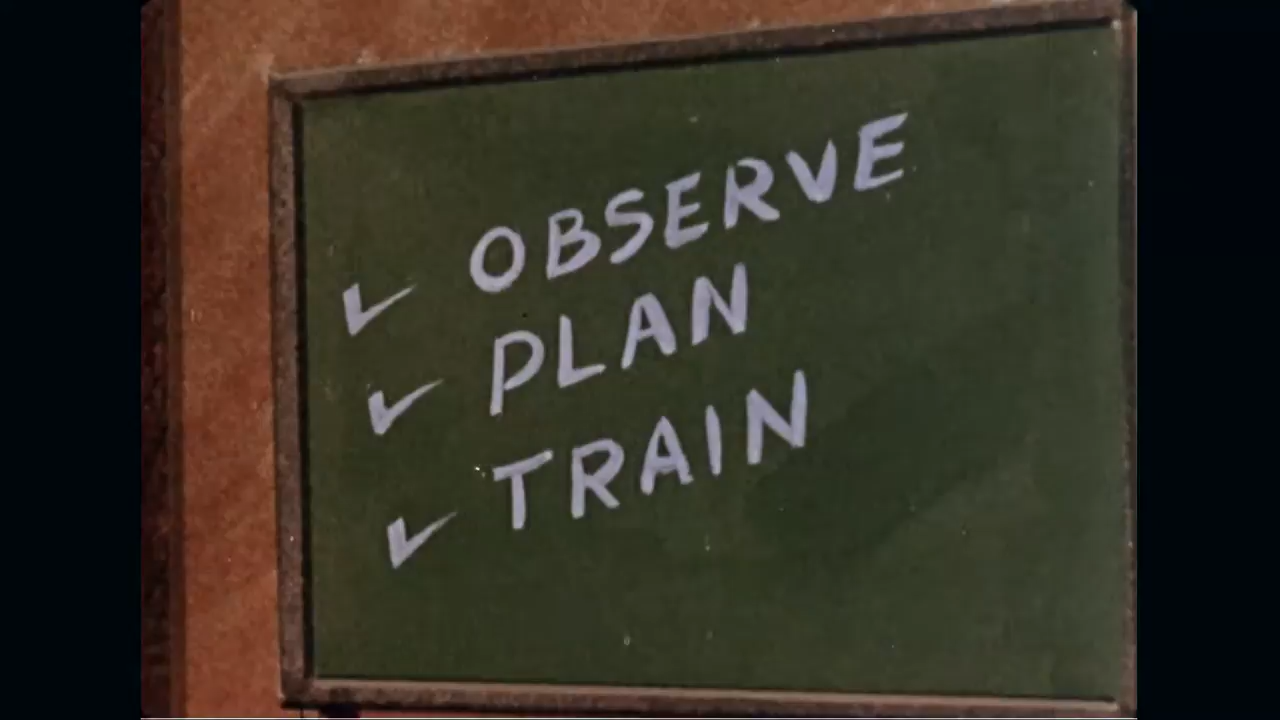 ✓ OBSERVE
✓ PLAN
✓ TRAIN